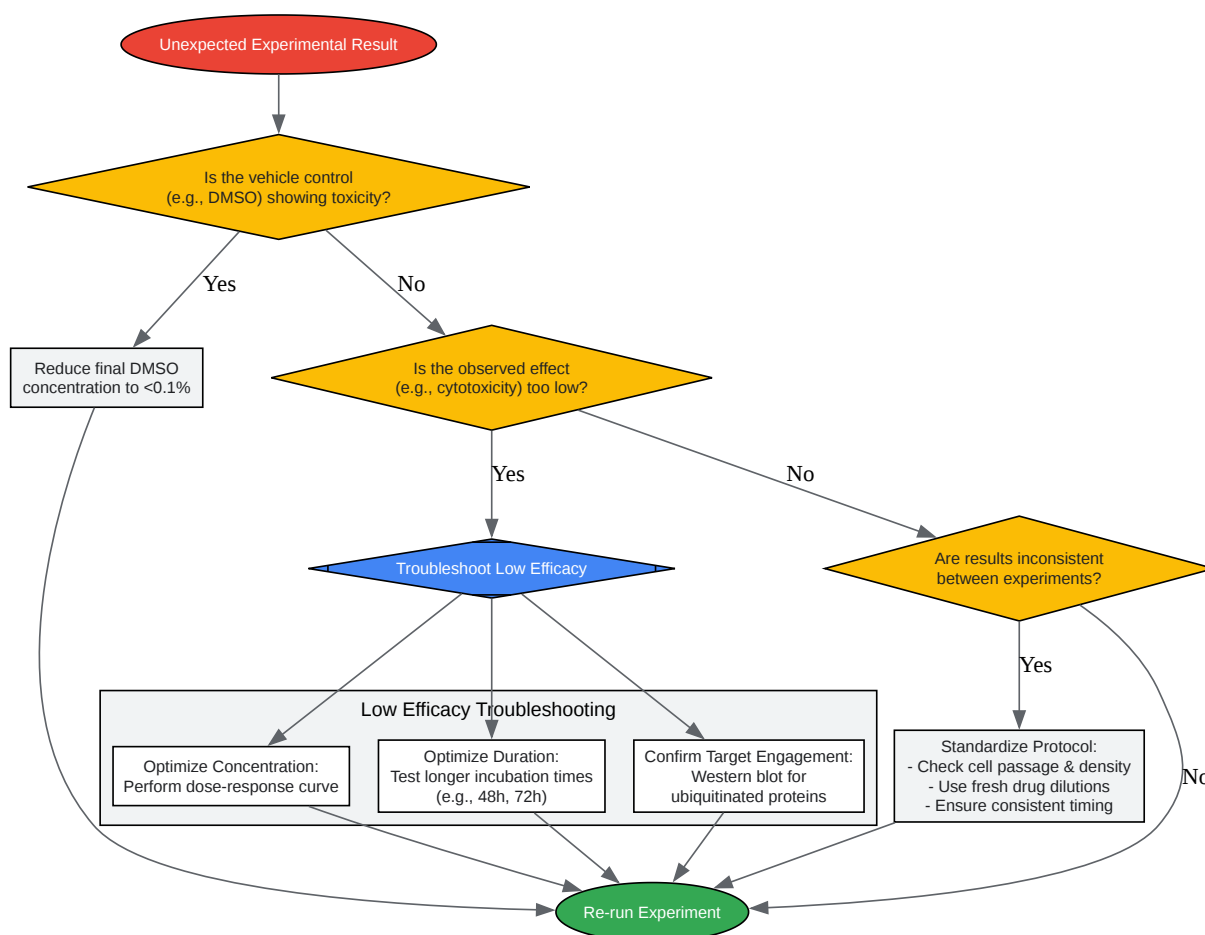 Unexpected Experimental Result
Is the vehicle control
(e.g., DMSO) showing toxicity?
Yes
No
Reduce final DMSO
concentration to <0.1%
Is the observed effect
(e.g., cytotoxicity) too low?
Yes
No
Troubleshoot Low Efficacy
Are results inconsistent
between experiments?
Yes
No
Low Efficacy Troubleshooting
Optimize Concentration:
Perform dose-response curve
Optimize Duration:
Test longer incubation times
(e.g., 48h, 72h)
Confirm Target Engagement:
Western blot for
ubiquitinated proteins
Standardize Protocol:
- Check cell passage & density
- Use fresh drug dilutions
- Ensure consistent timing
Re-run Experiment